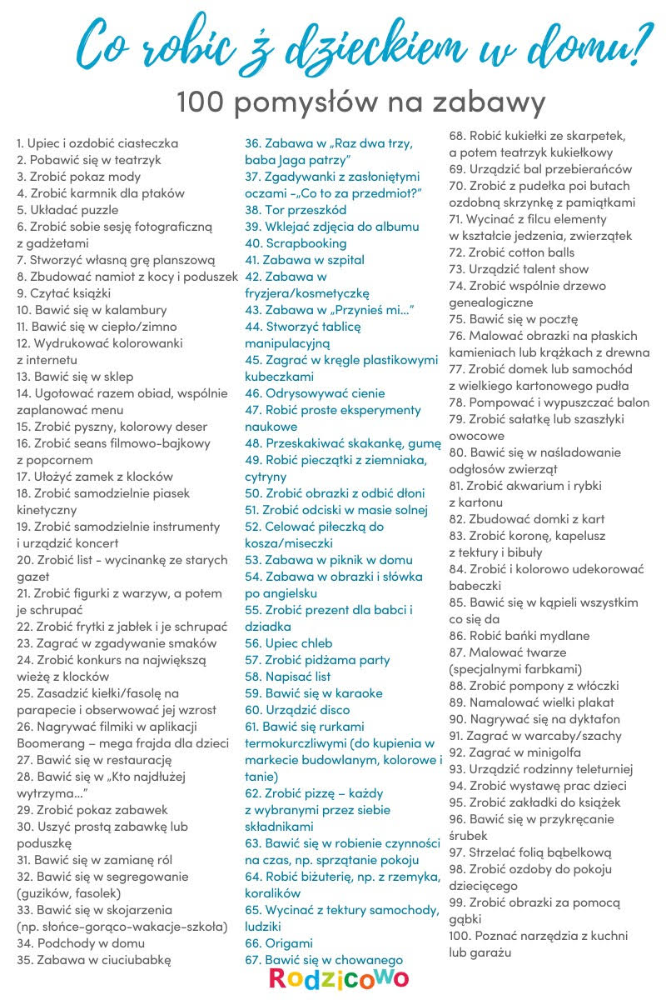 Co robic ż dzieckiem w domu?
100 pomysłów na zabawy
1. Upiec i ozdobić ciasteczka
2. Pobawić się w teatrzyk
3. Zrobić pokaz mody
4. Zrobić karmnik dla ptaków
5. Układać puzzle
6. Zrobić sobie sesję fotograficzną
z gadżetami
7. Stworzyć własną grę planszową
8. Zbudować namiot z kocy i poduszek
9. Czytać książki
10. Bawić się w kalambury
11. Bawić się w ciepło/zimno
12. Wydrukować kolorowanki
z internetu
13. Bawić się w sklep
14. Ugotować razem obiad, wspólnie
zaplanować menu
15. Zrobić pyszny, kolorowy deser
16. Zrobić seans filmowo-bajkowy
z popcornem
17. Ułożyć zamek z klocków
18. Zrobić samodzielnie piasek
kinetyczny
19. Zrobić samodzielnie instrumenty
i urządzić koncert
20. Zrobić list - wycinankę ze starych
gazet
21. Zrobić figurki z warzyw, a potem
je schrupać
22. Zrobić frytki z jabłek i je schrupać
23. Zagrać w zgadywanie smaków
24. Zrobić konkurs na największą
wieżę z klocków
25. Zasadzić kiełki/fasolę na
parapecie i obserwować jej wzrost
26. Nagrywać filmiki w aplikacji
Boomerang – mega frajda dla dzieci
27. Bawić się w restaurację
28. Bawić się w „Kto najdłużej
wytrzyma...”
29. Zrobić pokaz zabawek
30. Uszyć prostą zabawkę lub
poduszkę
31. Bawić się w zamianę ról
32. Bawić się w segregowanie
(guzików, fasolek)
33. Bawić się w skojarzenia
(np. słońce-gorąco-wakacje-szkoła)
34. Podchody w domu
35. Zabawa w ciuciubabkę
36. Zabawa w „Raz dwa trzy,
baba Jaga patrzy”
37. Zgadywanki z zasłoniętymi
oczami -„Co to za przedmiot?”
38. Tor przeszkód
39. Wklejać zdjęcia do albumu
40. Scrapbooking
41. Zabawa w szpital
42. Zabawa w
fryzjera/kosmetyczkę
43. Zabawa w „Przynieś mi...”
44. Stworzyć tablicę
manipulacyjną
45. Zagrać w kręgle plastikowymi
kubeczkami
46. Odrysowywać cienie
47. Robić proste eksperymenty
naukowe
48. Przeskakiwać skakankę, gumę
49. Robić pieczątki z ziemniaka,
cytryny
50. Zrobić obrazki z odbić dłoni
51. Zrobić odciski w masie solnej
52. Celować piłeczką do
kosza/miseczki
53. Zabawa w piknik w domu
54. Zabawa w obrazki i słówka
po angielsku
55. Zrobić prezent dla babci i
dziadka
56. Upiec chleb
57. Zrobić pidżama party
58. Napisać list
59. Bawić się w karaoke
60. Urządzić disco
61. Bawić się rurkami
termokurczliwymi (do kupienia w
markecie budowlanym, kolorowe i
tanie)
62. Zrobić pizzę – każdy
z wybranymi przez siebie
składnikami
63. Bawić się w robienie czynności
na czas, np. sprzątanie pokoju
64. Robić biżuterię, np. z rzemyka,
koralików
65. Wycinać z tektury samochody,
ludziki
66. Origami
67. Bawić się w chowanego
68. Robić kukiełki ze skarpetek,
a potem teatrzyk kukiełkowy
69. Urządzić bal przebierańców
70. Zrobić z pudełka poi butach
ozdobną skrzynkę z pamiątkami
71. Wycinać z filcu elementy
w kształcie jedzenia, zwierzątek
72. Zrobić cotton balls
73. Urządzić talent show
74. Zrobić wspólnie drzewo
genealogiczne
75. Bawić się w pocztę
76. Malować obrazki na płaskich
kamieniach lub krążkach z drewna
77. Zrobić domek lub samochód
z wielkiego kartonowego pudła
78. Pompować i wypuszczać balon
79. Zrobić sałatkę lub szaszłyki
owocowe
80. Bawić się w naśladowanie
odgłosów zwierząt
81. Zrobić akwarium i rybki
z kartonu
82. Zbudować domki z kart
83. Zrobić koronę, kapelusz
z tektury i bibuły
84. Zrobić i kolorowo udekorować
babeczki
85. Bawić się w kąpieli wszystkim
co się da
86. Robić bańki mydlane
87. Malować twarze
(specjalnymi farbkami)
88. Zrobić pompony z włóczki
89. Namalować wielki plakat
90. Nagrywać się na dyktafon
91. Zagrać w warcaby/szachy
92. Zagrać w minigolfa
93. Urządzić rodzinny teleturniej
94. Zrobić wystawę prac dzieci
95. Zrobić zakładki do książek
96. Bawić się w przykręcanie
śrubek
97. Strzelać folią bąbelkową
98. Zrobić ozdoby do pokoju
dziecięcego
99. Zrobić obrazki za pomocą
gąbki
100. Poznać narzędzia z kuchni
lub garażu
Rodzicowo